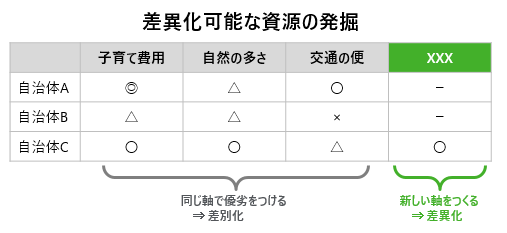 差異化可能な資源の発掘
子育て費用 自然の多さ 交通の便 XXX
自治体A ◎ △ ○ －
自治体B △ △ × －
自治体C ○ ○ △ ○
同じ軸で優劣をつける 新しい軸をつくる
⇒ 差別化 ⇒ 差異化